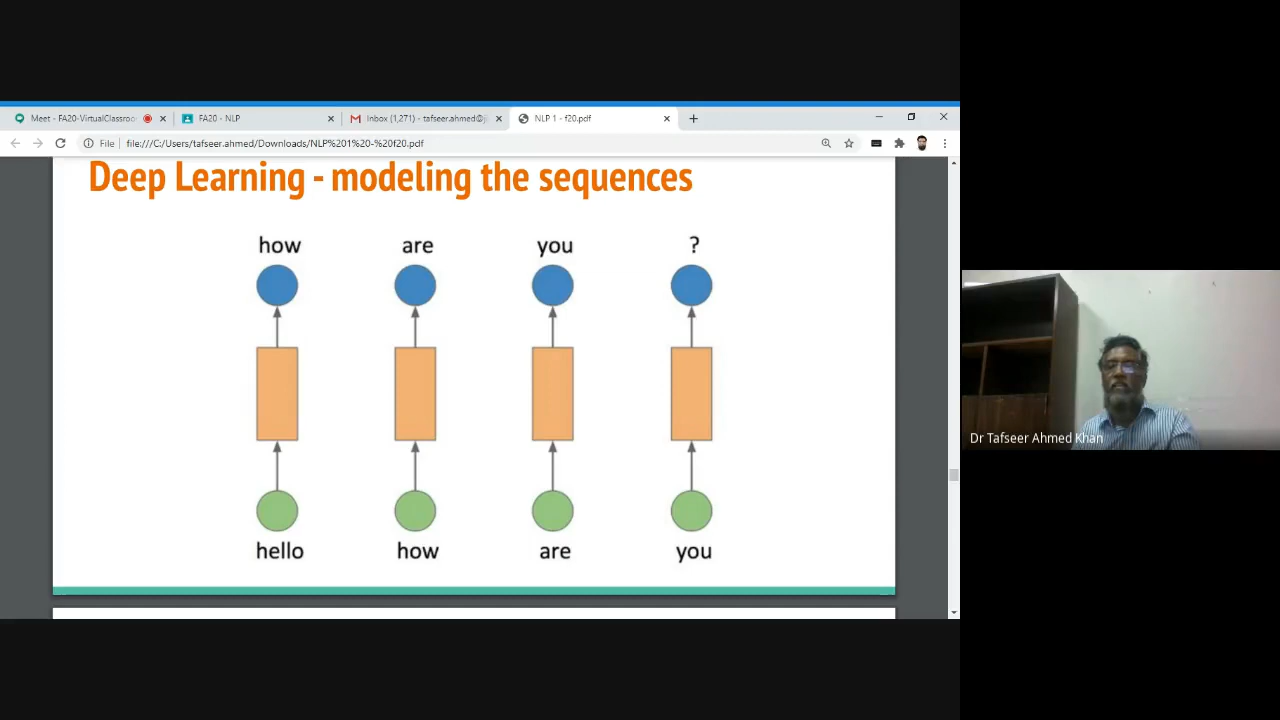 Meet - FA20-VirtualClassroo
FA20 - NLP
Inbox (1,271) - tafseer.ahmed@ji
NLP 1 - f20.pdf
File
file:///C:/Users/tafseer.ahmed/Downloads/NLP%201%20-%20f20.pdf
Deep Learning - modeling the sequences
how are you ?
hello how are you
Dr Tafseer Ahmed Khan